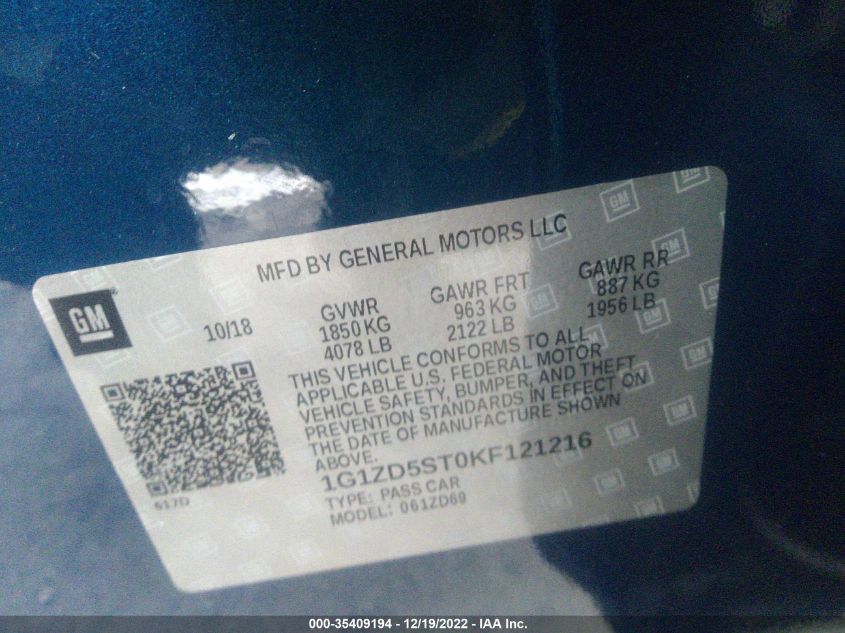 MFD BY GENERAL MOTORS LLC
GM
10/18
GVWR
1850 KG
4078 LB
GAWR FRT
963 KG
2122 LB
GAWR RR
887 KG
1956 LB
THIS VEHICLE CONFORMS TO ALL
APPLICABLE U.S. FEDERAL MOTOR
VEHICLE SAFETY, BUMPER, AND THEFT
PREVENTION STANDARDS IN EFFECT ON
THE DATE OF MANUFACTURE SHOWN
ABOVE.
1G1ZD5ST0KF121216
TYPE: PASS CAR
MODEL: 061ZD69
000-35409194 - 12/19/2022 - IAA Inc.